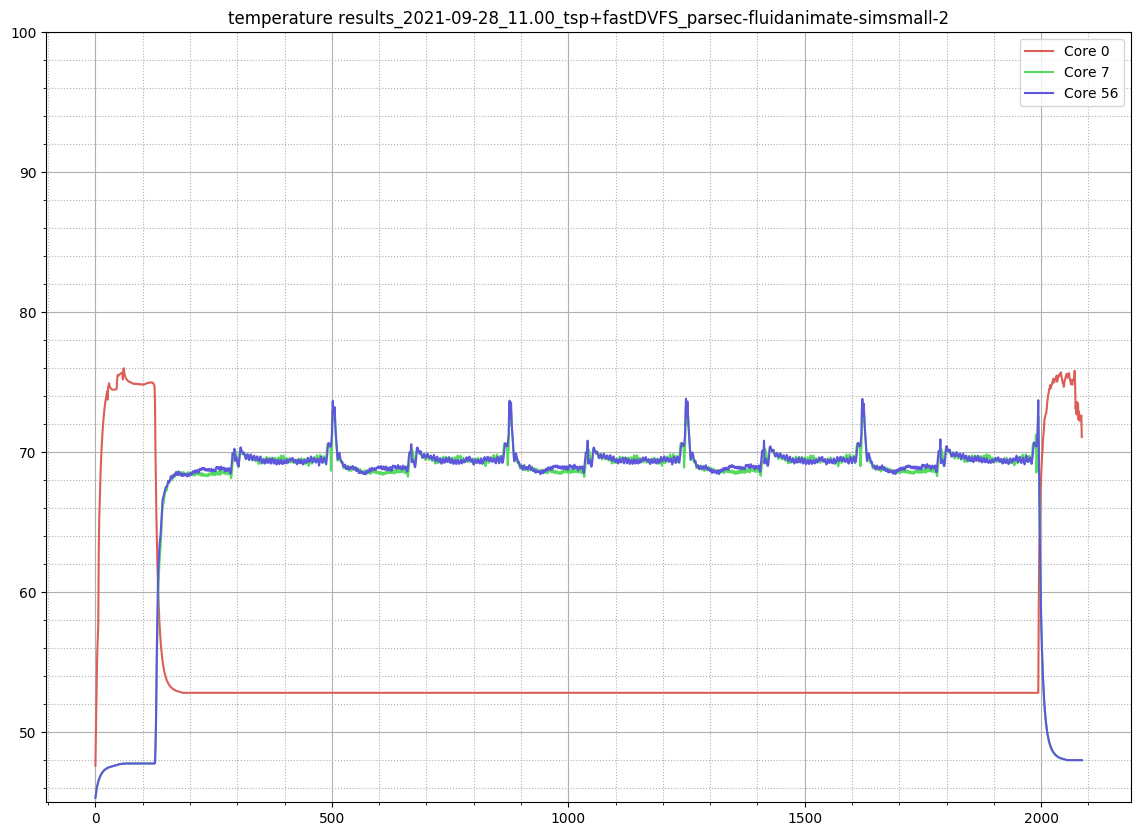 temperature results_2021-09-28_11.00_tsp+fastDVFS_parsec-fluidanimate-simsmall-2
100
90
80
70
60
50
0
500
1000
1500
2000
Core 0
Core 7
Core 56